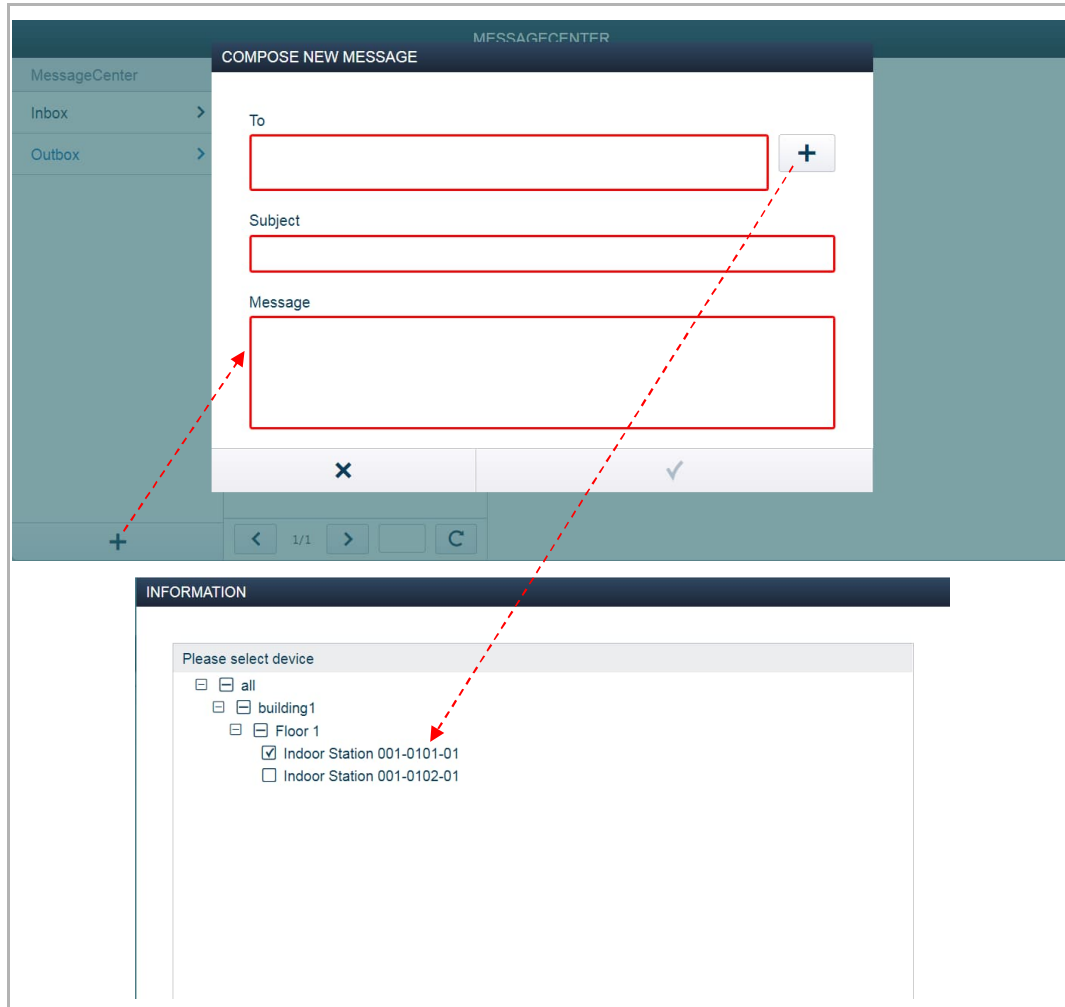 MESSAGECENTER
COMPOSE NEW MESSAGE
MessageCenter
Inbox
Outbox
To
Subject
Message
1/1
INFORMATION
Please select device
all
building1
Floor 1
Indoor Station 001-0101-01
Indoor Station 001-0102-01